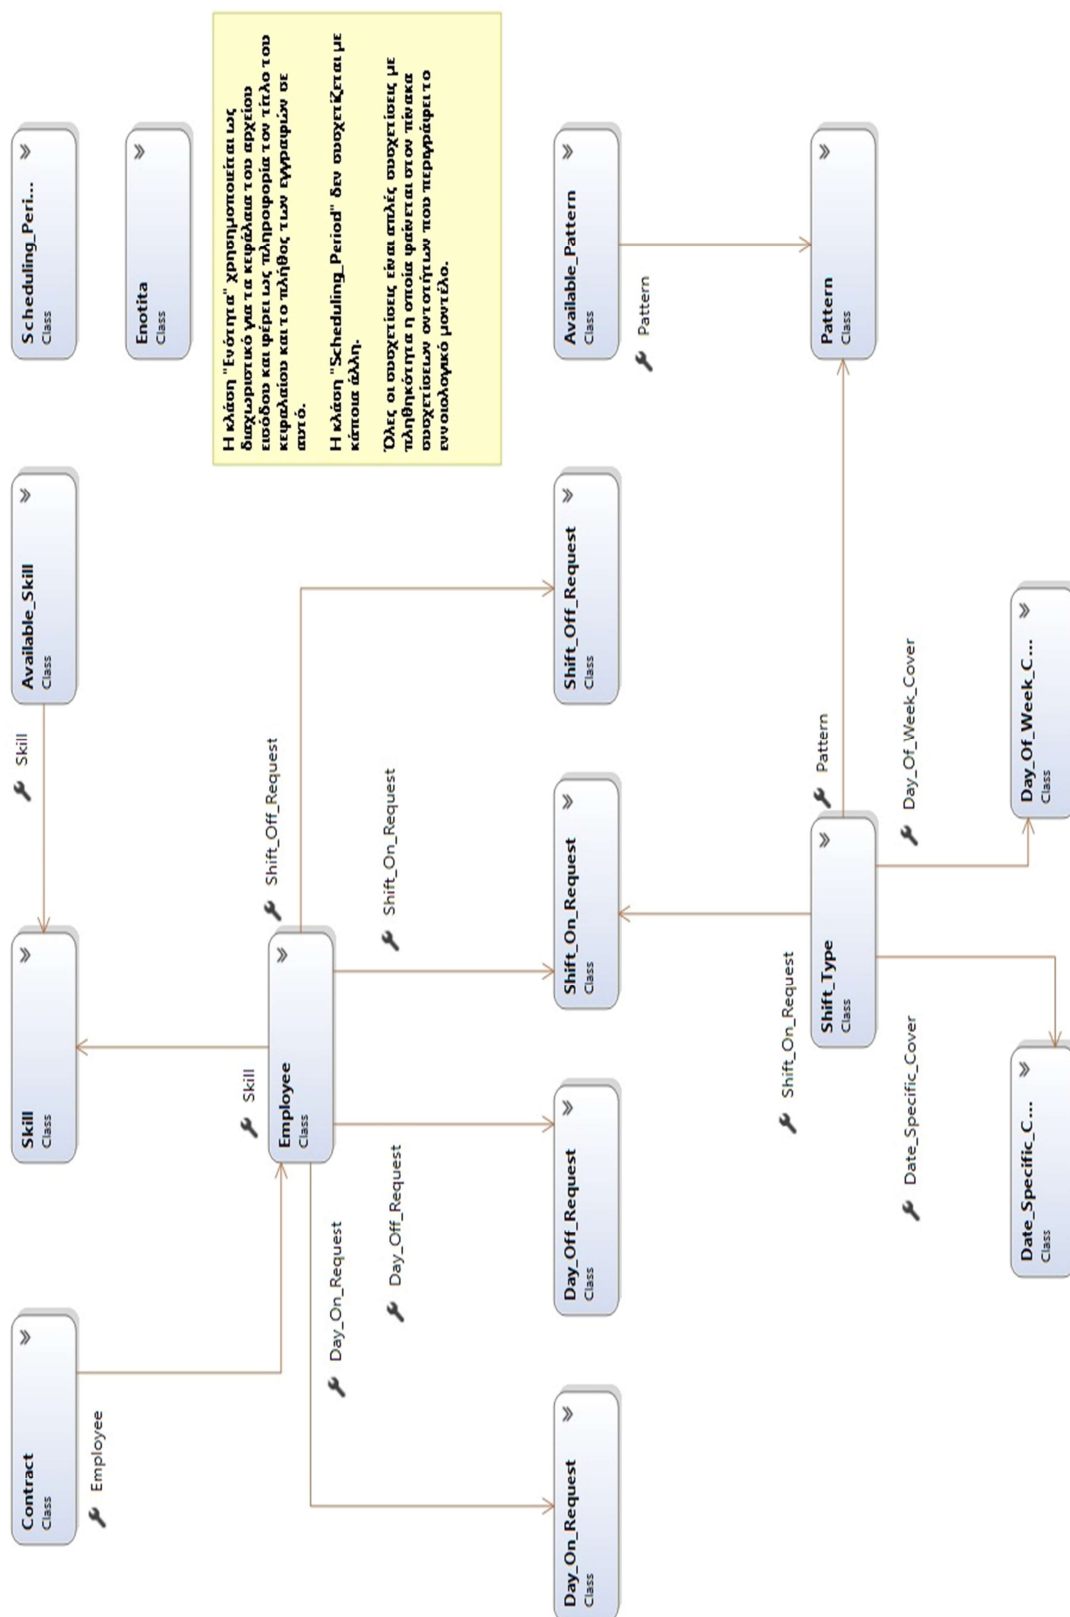 Contract
Class
Employee
Skill
Class
Skill
Available_Skill
Class
Scheduling_Peri...
Class
Enotita
Class
Η κλάση "Ενότητα" χρησιμοποιείται ως
διαχωριστικό για τα κεφάλαια του αρχείου
εισόδου και φέρει ως πληροφορία τον τίτλο του
κεφαλαίου και το πλήθος των εγγραφών σε
αυτό.
Η κλάση "Scheduling_Period" δεν συσχετίζεται με
κάποια άλλη.
Όλες οι συσχετίσεις είναι απλές συσχετίσεις με
πληθηκότητα η οποία φαίνεται στον πίνακα
συσχετίσεων οντοτήτων που περιγράφει το
εννοιολογικό μοντέλο.
Skill
Employee
Class
Shift_Off_Request
Day_On_Request
Day_Off_Request
Shift_On_Request
Day_On_Request
Class
Day_Off_Request
Class
Shift_On_Request
Class
Shift_Off_Request
Class
Available_Pattern
Class
Pattern
Shift_On_Request
Shift_Type
Class
Pattern
Pattern
Class
Date_Specific_Cover
Day_Of_Week_Cover
Date_Specific_C...
Class
Day_Of_Week_C...
Class